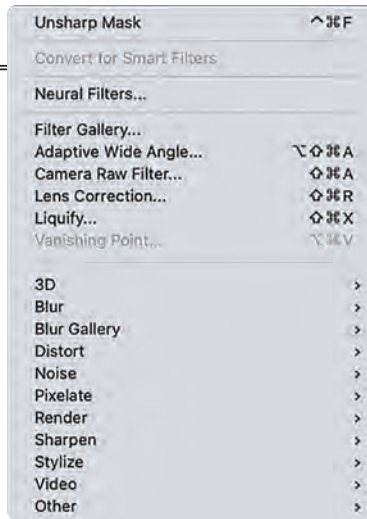 Unsharp Mask ⌃⌘F
Convert for Smart Filters
Neural Filters...
Filter Gallery...
Adaptive Wide Angle... ⌥⇧⌘A
Camera Raw Filter... ⇧⌘A
Lens Correction... ⇧⌘R
Liquify... ⇧⌘X
Vanishing Point... ⌥⌘V
3D ›
Blur ›
Blur Gallery ›
Distort ›
Noise ›
Pixelate ›
Render ›
Sharpen ›
Stylize ›
Video ›
Other ›